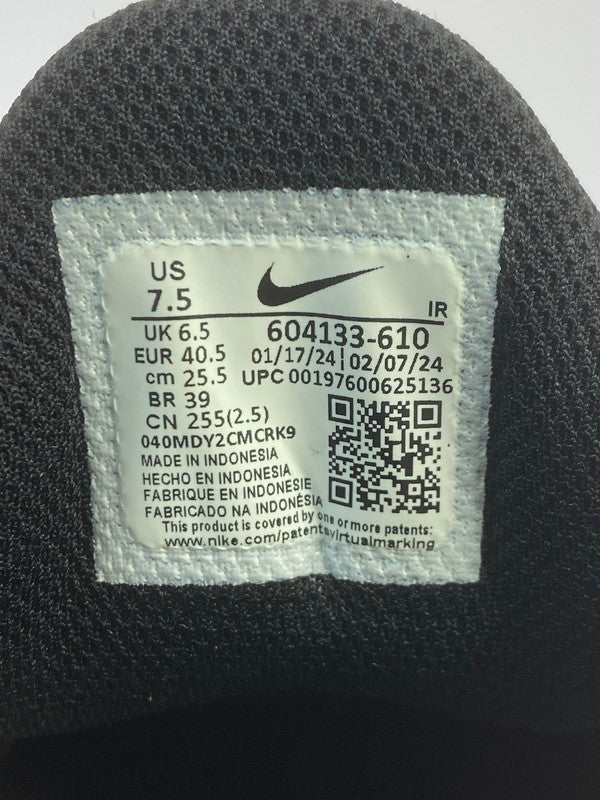 US
7.5
IR
UK 6.5
604133-610
EUR 40.5
01/17/24|02/07/24
cm 25.5
UPC 00197600625136
BR 39
CN 255(2.5)
040MDY2CMCRK9
MADE IN INDONESIA
HECHO EN INDONESIA
FABRIQUE EN INDONESIE
FABRICADO NA INDONÉSIA
This product is covered by one or more patents:
www.nike.com/patentsvirtualmarking